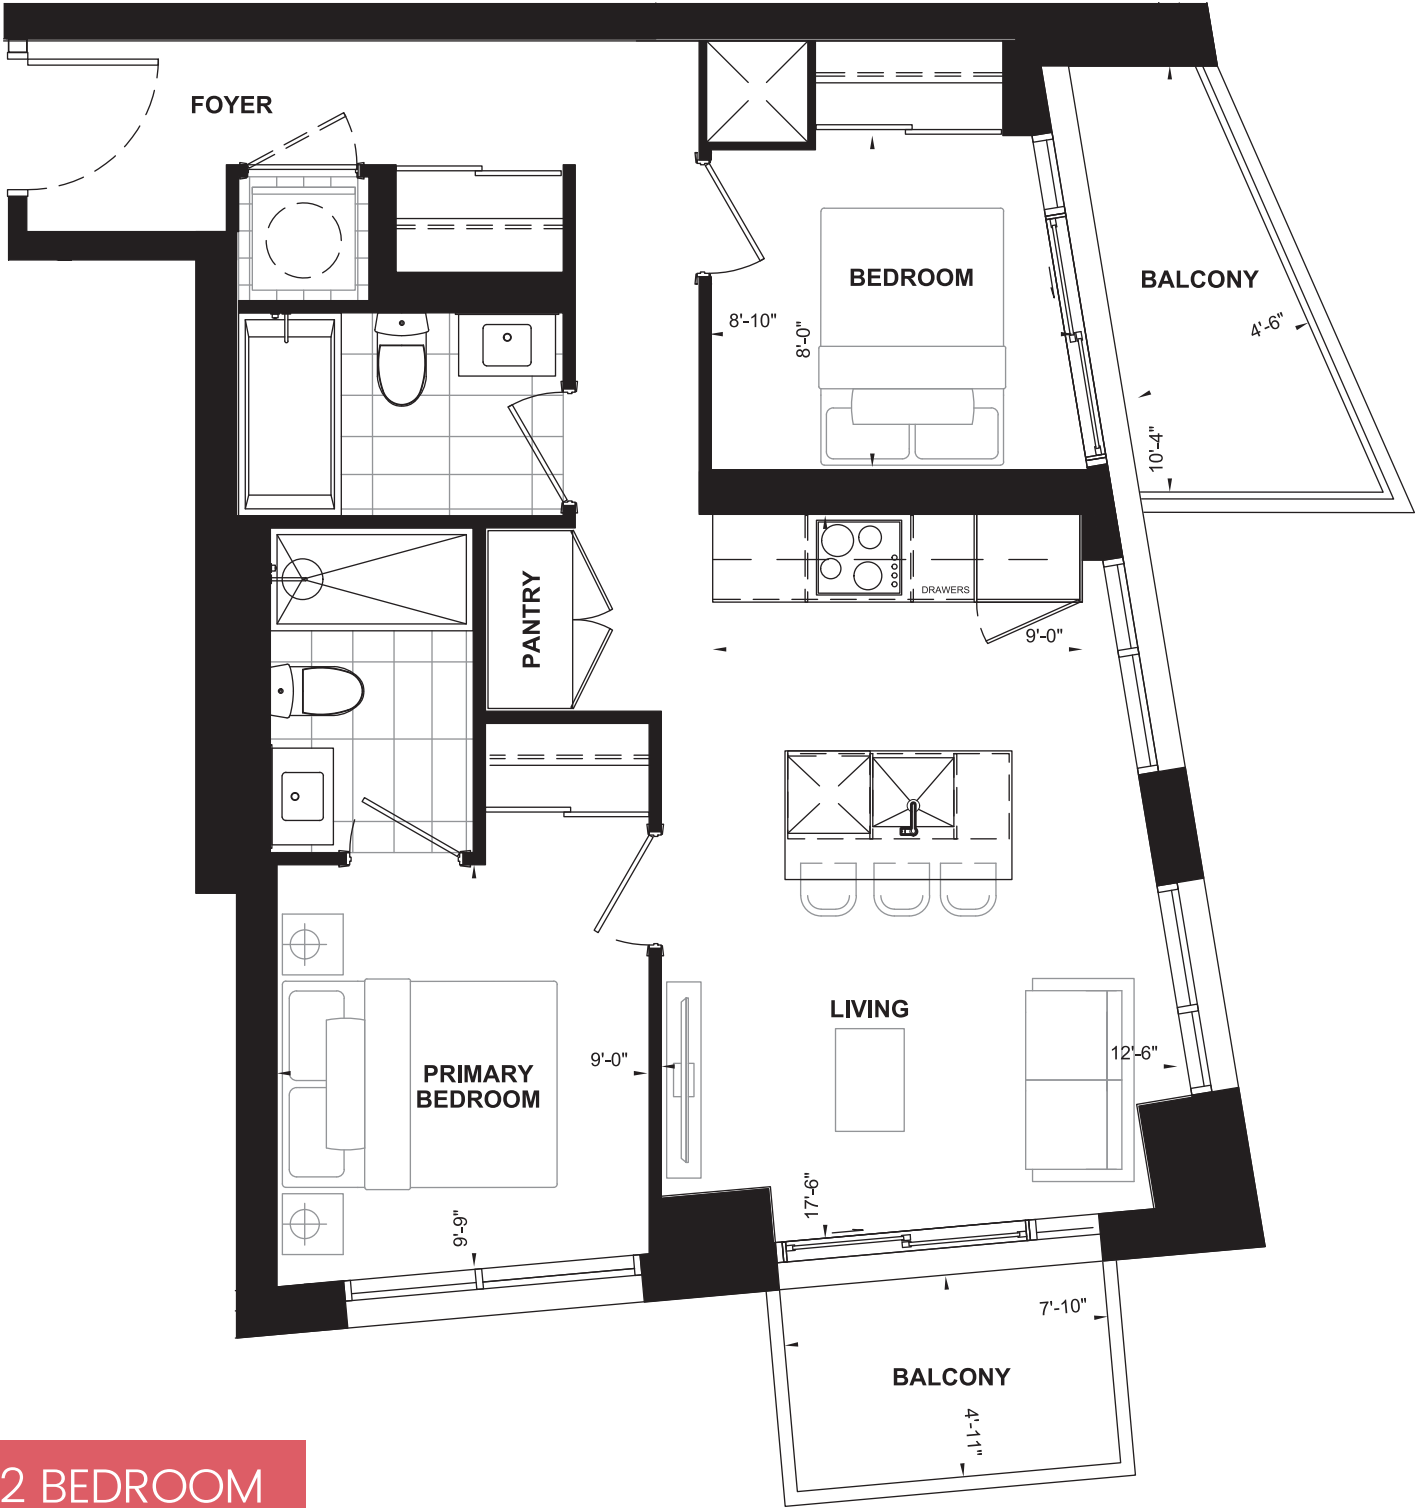 FOYER
BEDROOM
8'-10"
8'-0"
BALCONY
4'-6"
10'-4"
PANTRY
DRAWERS
9'-0"
LIVING
12'-6"
PRIMARY
BEDROOM
9'-0"
9'-9"
17'-6"
7'-10"
BALCONY
4'-11"
2 BEDROOM